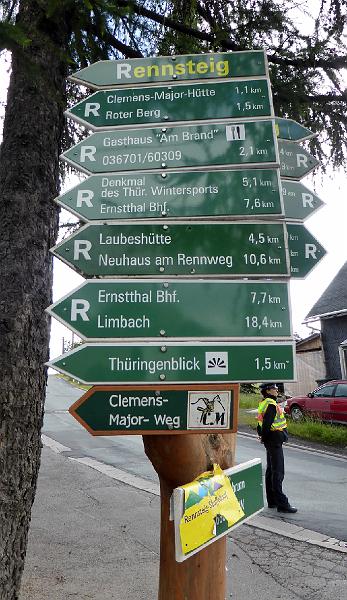 Rennsteig
R Clemens-Major-Hütte 1,1 km
Roter Berg 1,5 km
R Gasthaus "Am Brand"
036701/60309 2,1 km
R Denkmal 5,1 km
des Thür. Wintersports
Ernstthal Bhf. 7,6 km
R Laubeshütte 4,5 km
Neuhaus am Rennweg 10,6 km
R Ernstthal Bhf. 7,7 km
Limbach 18,4 km
Thüringenblick 1,5 km
Clemens-
Major- Weg C.M
R
R
R
Rennsteig